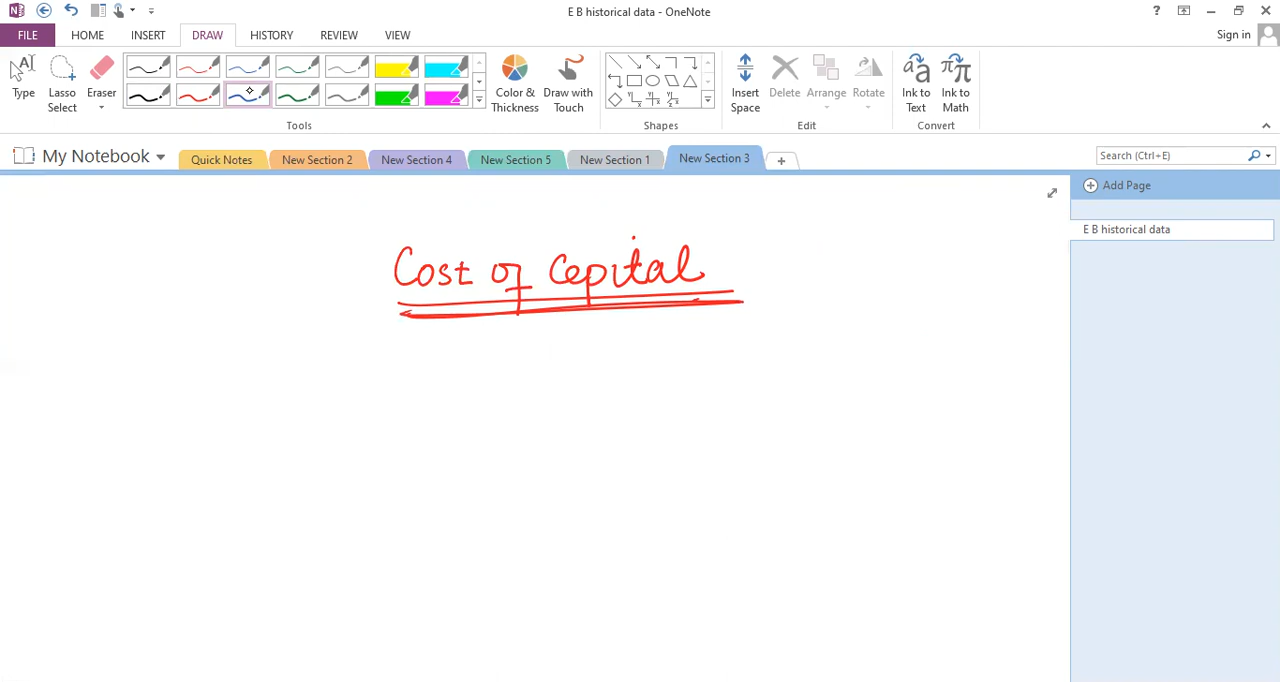 E B historical data - OneNote
?
Sign in
FILE HOME INSERT DRAW HISTORY REVIEW VIEW
Type
Lasso Select
Eraser
Color & Thickness
Draw with Touch
Insert Space
Delete
Arrange
Rotate
Ink to Text
Ink to Math
Tools Shapes Edit Convert
My Notebook Quick Notes New Section 2 New Section 4 New Section 5 New Section 1 New Section 3 +
Search (Ctrl+E)
Add Page
E B historical data
Cost of Cepital